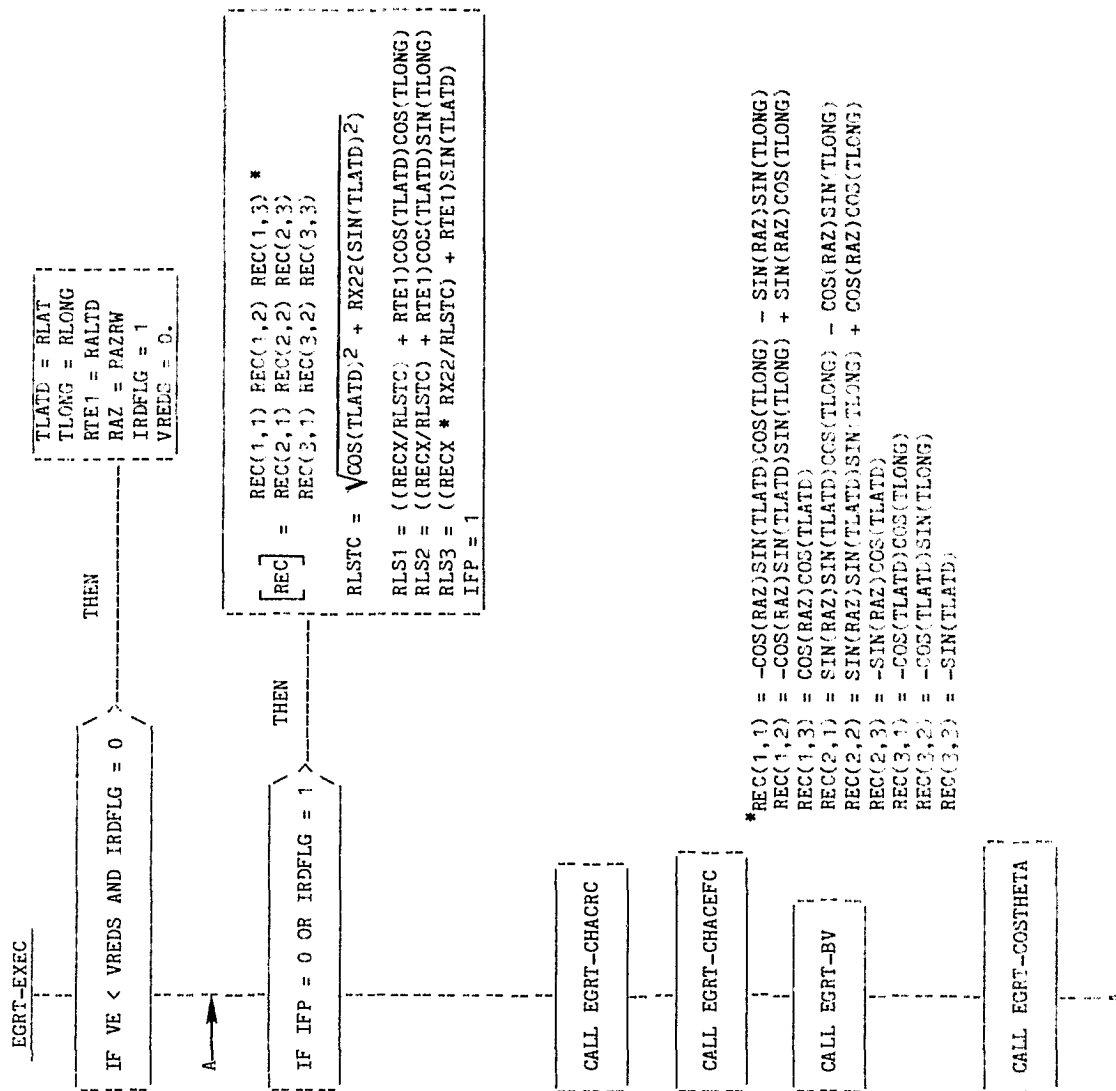 EGRT-EXEC
IF VE < VREDS AND IRDFLG = 0
THEN
TLATD = RLAT
TLONG = RLONG
RTE1 = RALTD
RAZ = PAZRW
IRDFLG = 1
VREDS = 0.
A
IF IFP = 0 OR IRDFLG = 1
THEN
REC(1,1) REC(1,2) REC(1,3) *
[REC] = REC(2,1) REC(2,2) REC(2,3)
REC(3,1) REC(3,2) REC(3,3)
RLSTC = √COS(TLATD)² + RX22(SIN(TLATD)²)
RLS1 = ((RECX/RLSTC) + RTE1)COS(TLATD)COS(TLONG)
RLS2 = ((RECX/RLSTC) + RTE1)COS(TLATD)SIN(TLONG)
RLS3 = ((RECX * RX22/RLSTC) + RTE1)SIN(TLATD)
IFP = 1
CALL EGRT-CHACRC
CALL EGRT-CHACEFC
CALL EGRT-BV
CALL EGRT-COSTHETA
*REC(1,1) = -COS(RAZ)SIN(TLATD)COS(TLONG) - SIN(RAZ)SIN(TLONG)
REC(1,2) = -COS(RAZ)SIN(TLATD)SIN(TLONG) + SIN(RAZ)COS(TLONG)
REC(1,3) = COS(RAZ)COS(TLATD)
REC(2,1) = SIN(RAZ)SIN(TLATD)COS(TLONG) - COS(RAZ)SIN(TLONG)
REC(2,2) = SIN(RAZ)SIN(TLATD)SIN(TLONG) + COS(RAZ)COS(TLONG)
REC(2,3) = -SIN(RAZ)COS(TLATD)
REC(3,1) = -COS(TLATD)COS(TLONG)
REC(3,2) = -COS(TLATD)SIN(TLONG)
REC(3,3) = -SIN(TLATD)